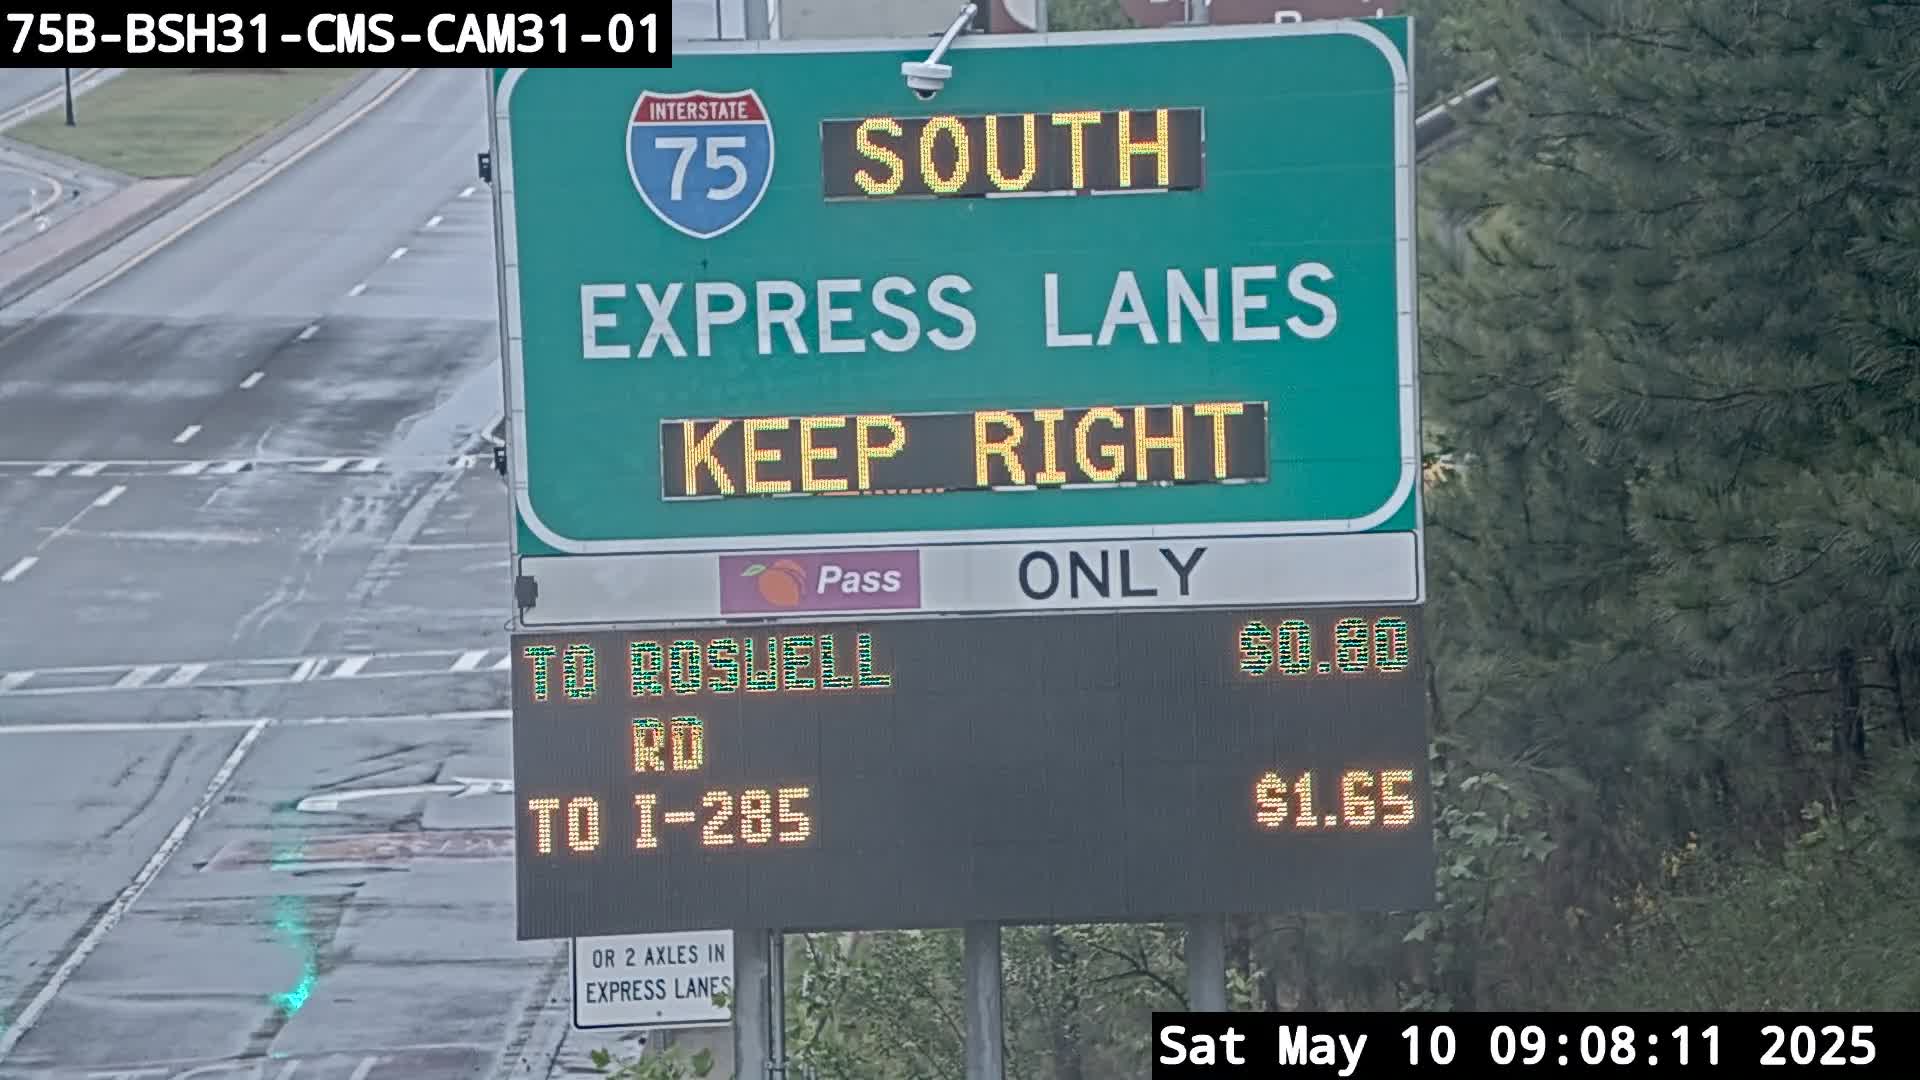 75B-BSH31-CMS-CAM31-01
INTERSTATE
75
SOUTH
EXPRESS LANES
KEEP RIGHT
Pass
ONLY
TO ROSWELL $0.80
RD
TO I-285 $1.65
OR 2 AXLES IN
EXPRESS LANES
Sat May 10 09:08:11 2025